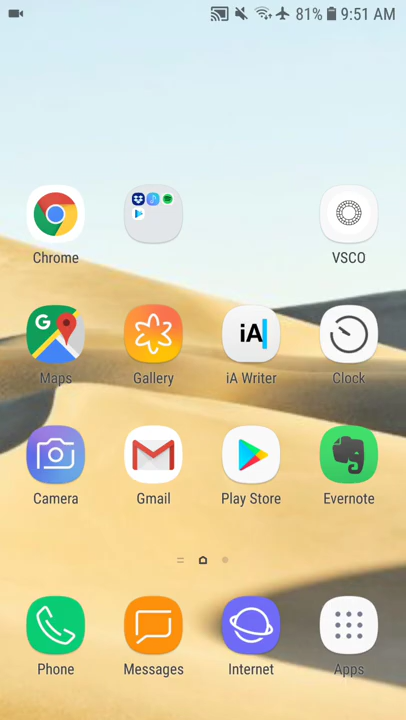 81% 9:51 AM
Chrome
VSCO
G
iA
Maps
Gallery
iA Writer
Clock
Camera
Gmail
Play Store
Evernote
Phone
Messages
Internet
Apps